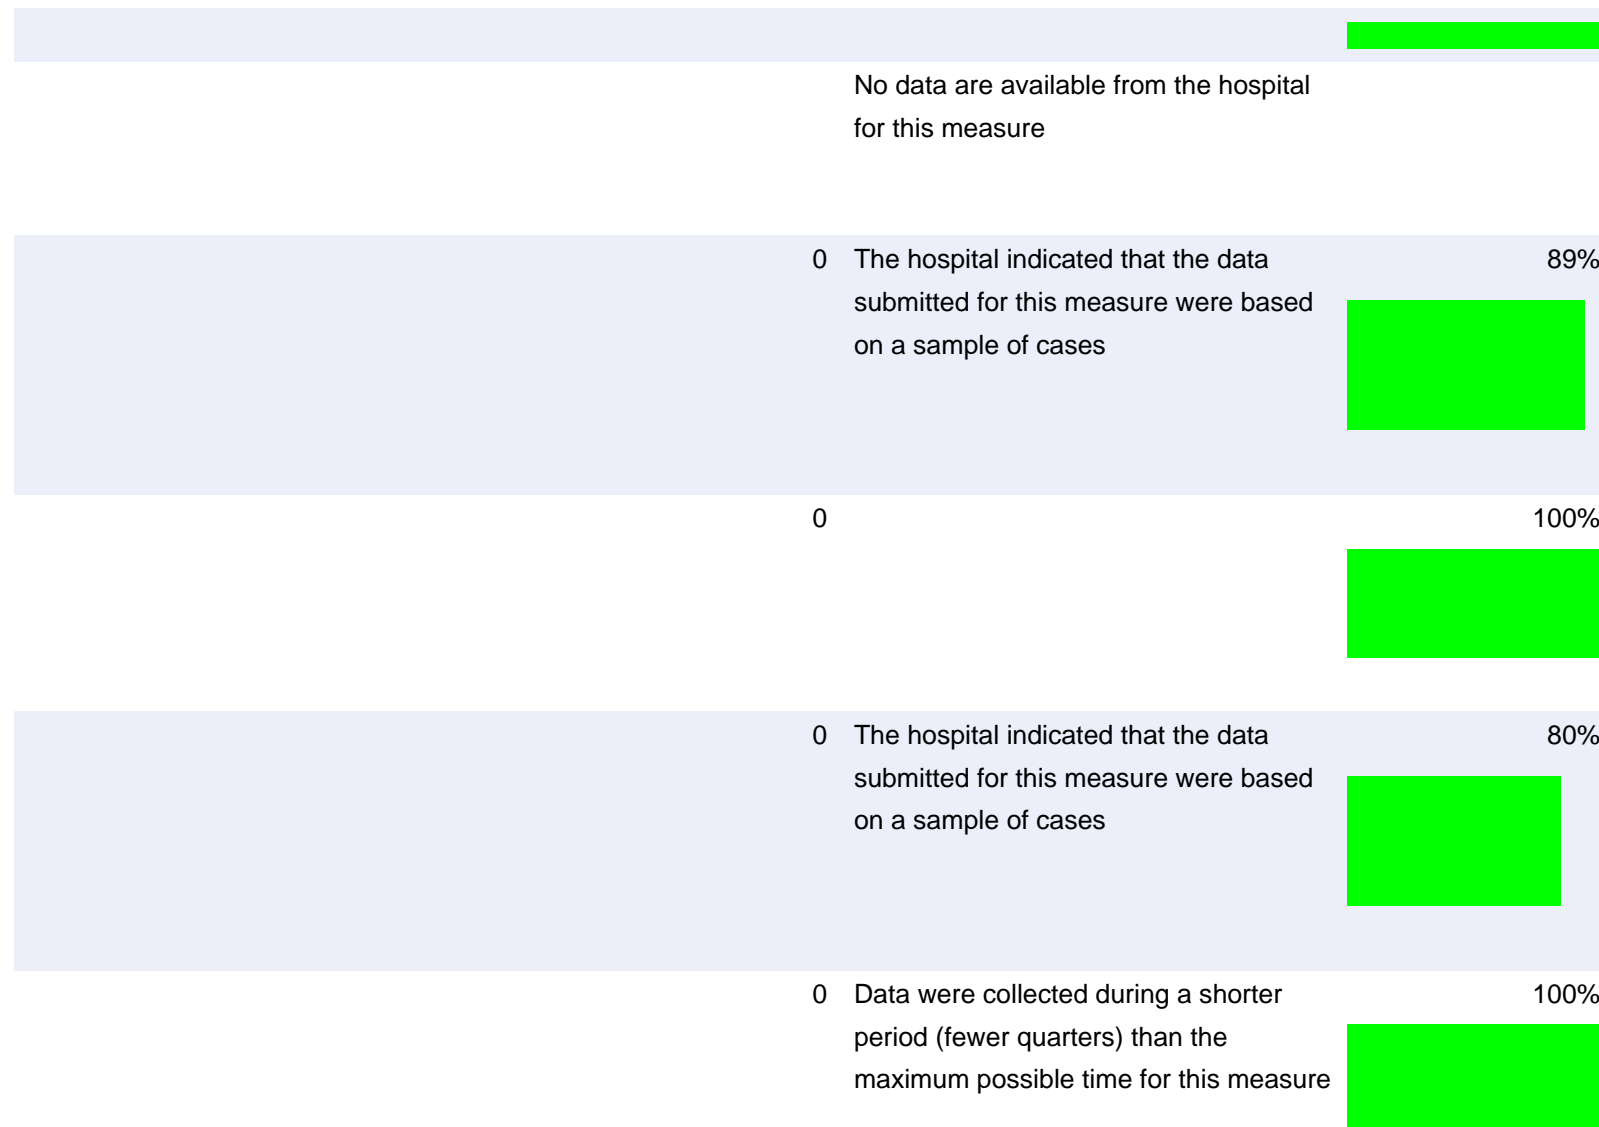 No data are available from the hospital
for this measure
0 The hospital indicated that the data 89%
submitted for this measure were based
on a sample of cases
0 100%
0 The hospital indicated that the data 80%
submitted for this measure were based
on a sample of cases
0 Data were collected during a shorter 100%
period (fewer quarters) than the
maximum possible time for this measure